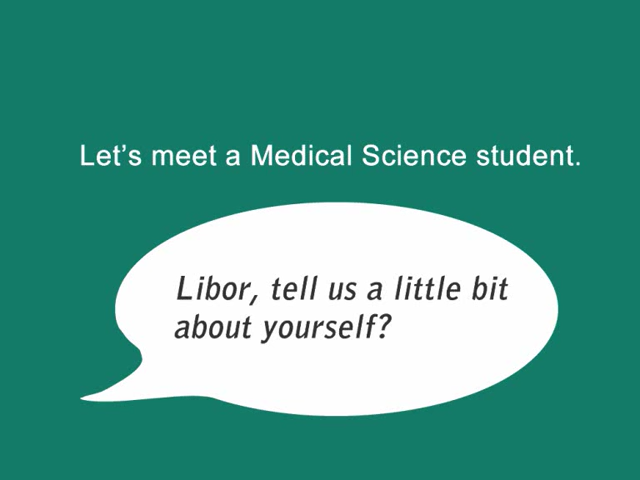 Let’s meet a Medical Science student.
Libor, tell us a little bit
about yourself?